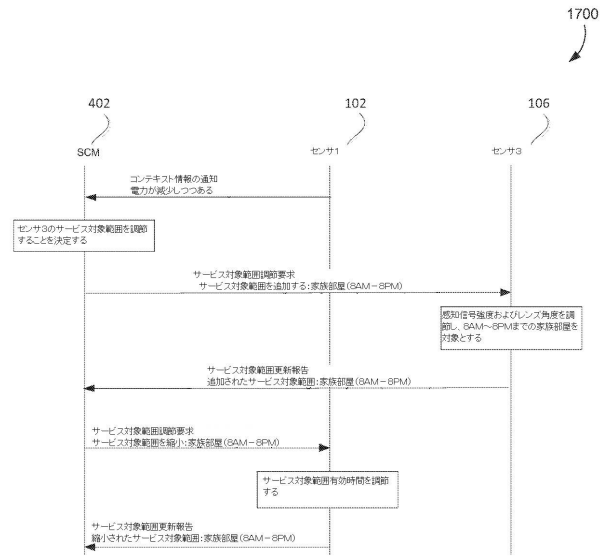 1700
402
102
106
SCM
センサ1
センサ3
コンテキスト情報の通知
電力が減少しつつある
センサ3のサービス対象範囲を調節
することを決定する
サービス対象範囲調節要求
サービス対象範囲を追加する:家族部屋(8AM-8PM)
感知信号強度およびレンズ角度を調
節し、8AM~8PMまでの家族部屋を
対象とする
サービス対象範囲更新報告
追加されたサービス対象範囲:家族部屋(8AM-8PM)
サービス対象範囲調節要求
サービス対象範囲を縮小:家族部屋(8AM-8PM)
サービス対象範囲有効時間を調節
する
サービス対象範囲更新報告
縮小されたサービス対象範囲:家族部屋(8AM-8PM)